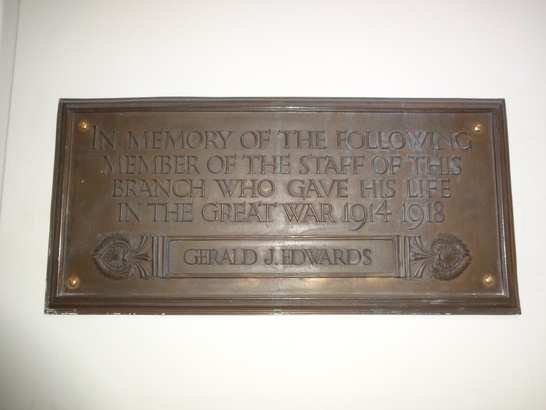 IN MEMORY OF THE FOLLOWING
MEMBER OF THE STAFF OF THIS
BRANCH WHO GAVE HIS LIFE
IN THE GREAT WAR 1914·1918
GERALD J. EDWARDS